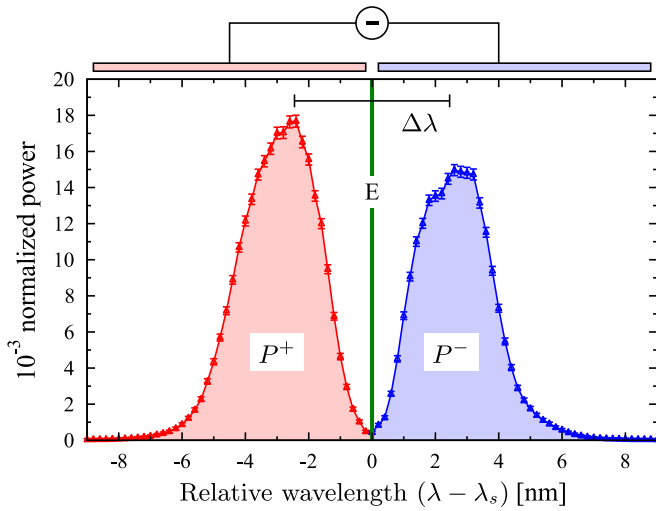 −
20
18
16
14
12
10
8
6
4
2
0
10⁻³ normalized power
Δλ
E
P⁺
P⁻
-8 -6 -4 -2 0 2 4 6 8
Relative wavelength (λ − λₛ) [nm]